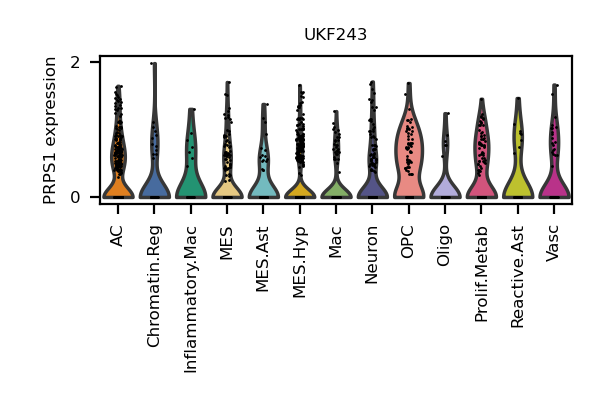 UKF243
PRPS1 expression
2
0
AC
Chromatin.Reg
Inflammatory.Mac
MES
MES.Ast
MES.Hyp
Mac
Neuron
OPC
Oligo
Prolif.Metab
Reactive.Ast
Vasc